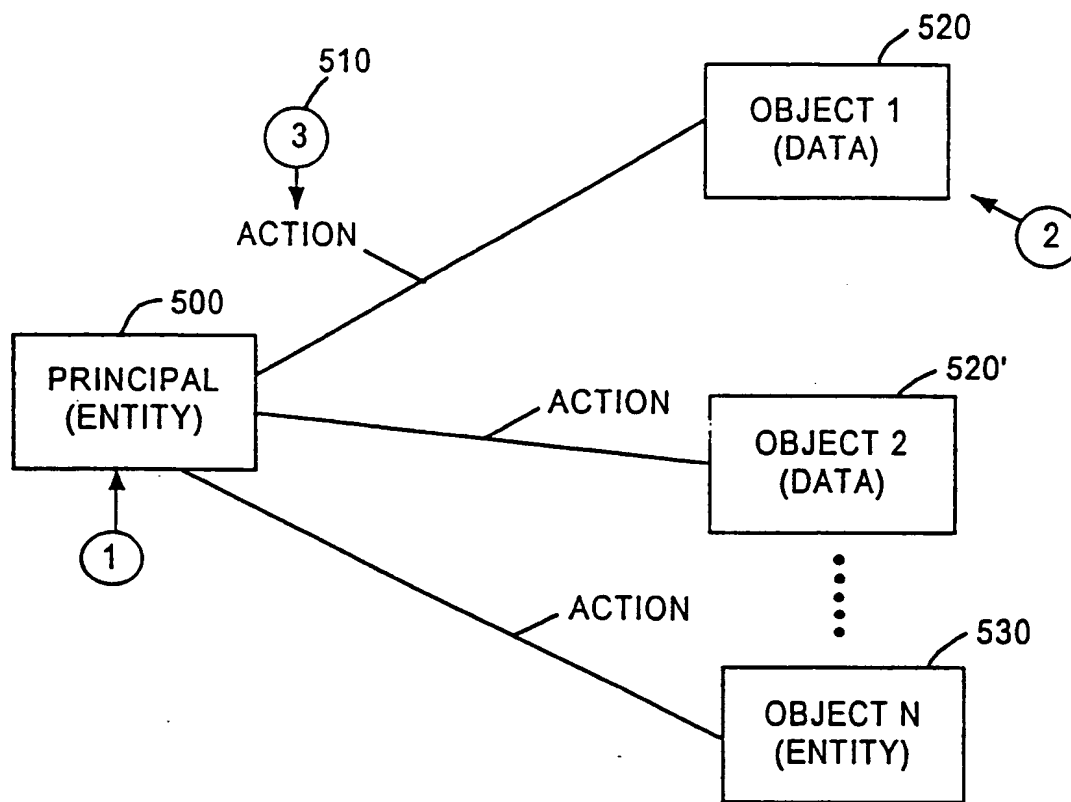 520
510
OBJECT 1
(DATA)
3
ACTION
2
500
PRINCIPAL
(ENTITY)
520'
ACTION
OBJECT 2
(DATA)
1
ACTION
530
OBJECT N
(ENTITY)